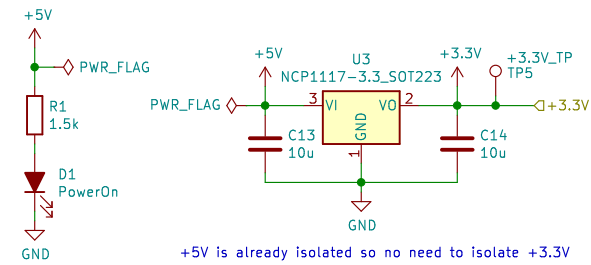 +5V
PWR_FLAG
R1
1.5k
D1
PowerOn
GND
+5V
PWR_FLAG
U3
NCP1117-3.3_SOT223
3
VI
VO
2
GND
1
C13
10u
+3.3V
+3.3V_TP
TP5
+3.3V
C14
10u
GND
+5V is already isolated so no need to isolate +3.3V